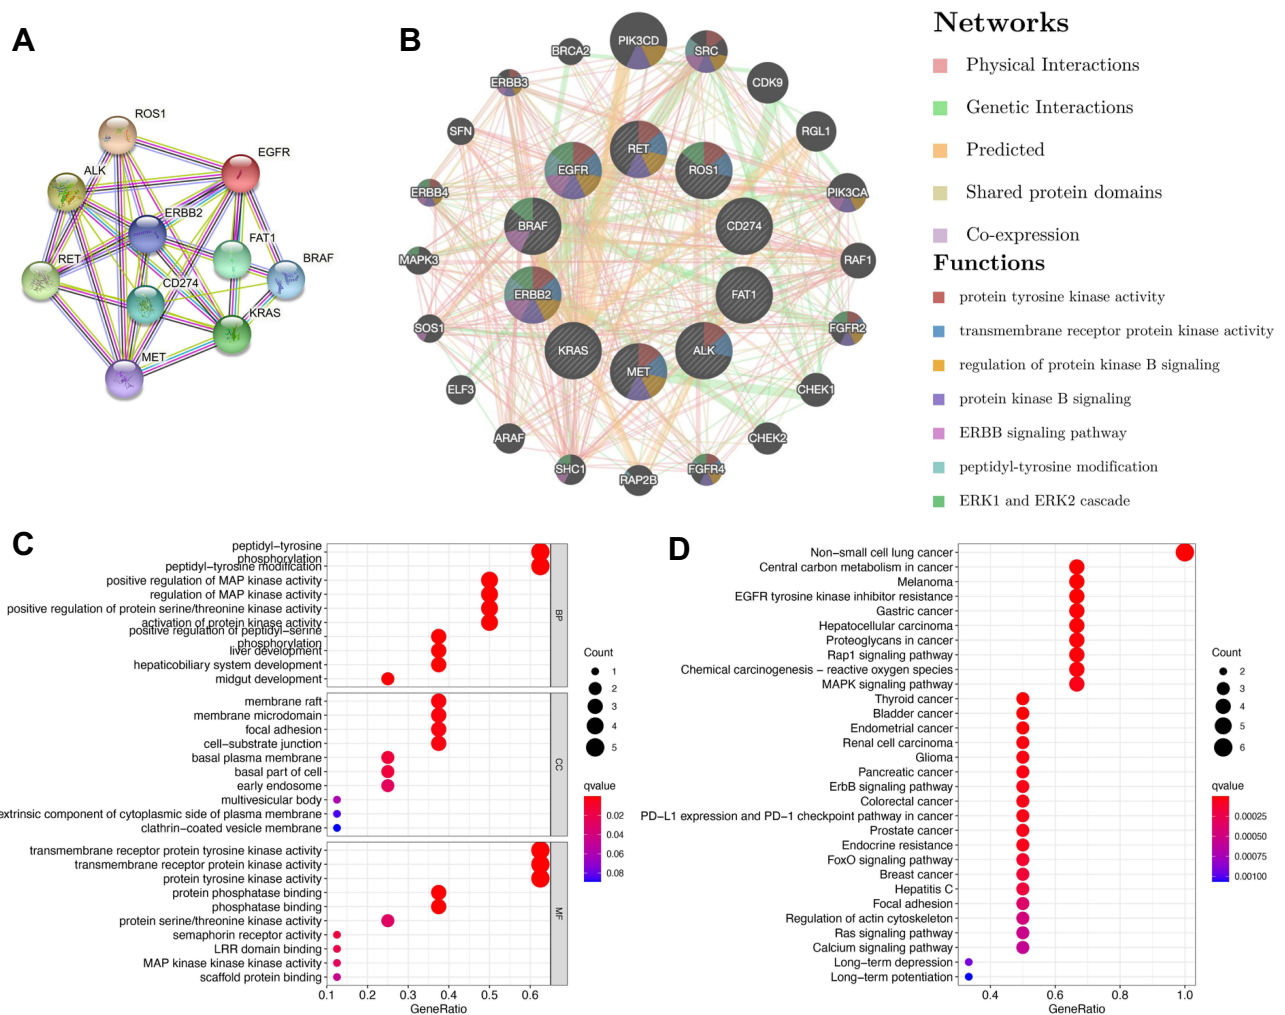 A
ROS1
EGFR
ALK
ERBB2
FAT1
RET
BRAF
CD274
KRAS
MET
B
PIK3CD
SRC
BRCA2
CDK9
ERBB3
SFN
RGL1
RET
EGFR
ROS1
ERBB4
PIK3CA
BRAF
CD274
MAPK3
RAF1
ERBB2
FAT1
SOS1
FGFR2
KRAS
ALK
MET
ELF3
CHEK1
ARAF
CHEK2
SHC1
RAP2B
FGFR4
Networks
Physical Interactions
Genetic Interactions
Predicted
Shared protein domains
Co-expression
Functions
protein tyrosine kinase activity
transmembrane receptor protein kinase activity
regulation of protein kinase B signaling
protein kinase B signaling
ERBB signaling pathway
peptidyl-tyrosine modification
ERK1 and ERK2 cascade
C
peptidyl−tyrosine
phosphorylation
peptidyl−tyrosine modification
positive regulation of MAP kinase activity
regulation of MAP kinase activity
positive regulation of protein serine/threonine kinase activity
activation of protein kinase activity
positive regulation of peptidyl−serine
phosphorylation
liver development
hepaticobiliary system development
midgut development
BP
membrane raft
membrane microdomain
focal adhesion
cell−substrate junction
basal plasma membrane
basal part of cell
early endosome
multivesicular body
extrinsic component of cytoplasmic side of plasma membrane
clathrin−coated vesicle membrane
CC
transmembrane receptor protein tyrosine kinase activity
transmembrane receptor protein kinase activity
protein tyrosine kinase activity
protein phosphatase binding
phosphatase binding
protein serine/threonine kinase activity
semaphorin receptor activity
LRR domain binding
MAP kinase kinase kinase activity
scaffold protein binding
MF
0.1 0.2 0.3 0.4 0.5 0.6
GeneRatio
Count
1
2
3
4
5
qvalue
0.02
0.04
0.06
0.08
D
Non−small cell lung cancer
Central carbon metabolism in cancer
Melanoma
EGFR tyrosine kinase inhibitor resistance
Gastric cancer
Hepatocellular carcinoma
Proteoglycans in cancer
Rap1 signaling pathway
Chemical carcinogenesis − reactive oxygen species
MAPK signaling pathway
Thyroid cancer
Bladder cancer
Endometrial cancer
Renal cell carcinoma
Glioma
Pancreatic cancer
ErbB signaling pathway
Colorectal cancer
PD−L1 expression and PD−1 checkpoint pathway in cancer
Prostate cancer
Endocrine resistance
FoxO signaling pathway
Breast cancer
Hepatitis C
Focal adhesion
Regulation of actin cytoskeleton
Ras signaling pathway
Calcium signaling pathway
Long−term depression
Long−term potentiation
0.4 0.6 0.8 1.0
GeneRatio
Count
2
3
4
5
6
qvalue
0.00025
0.00050
0.00075
0.00100